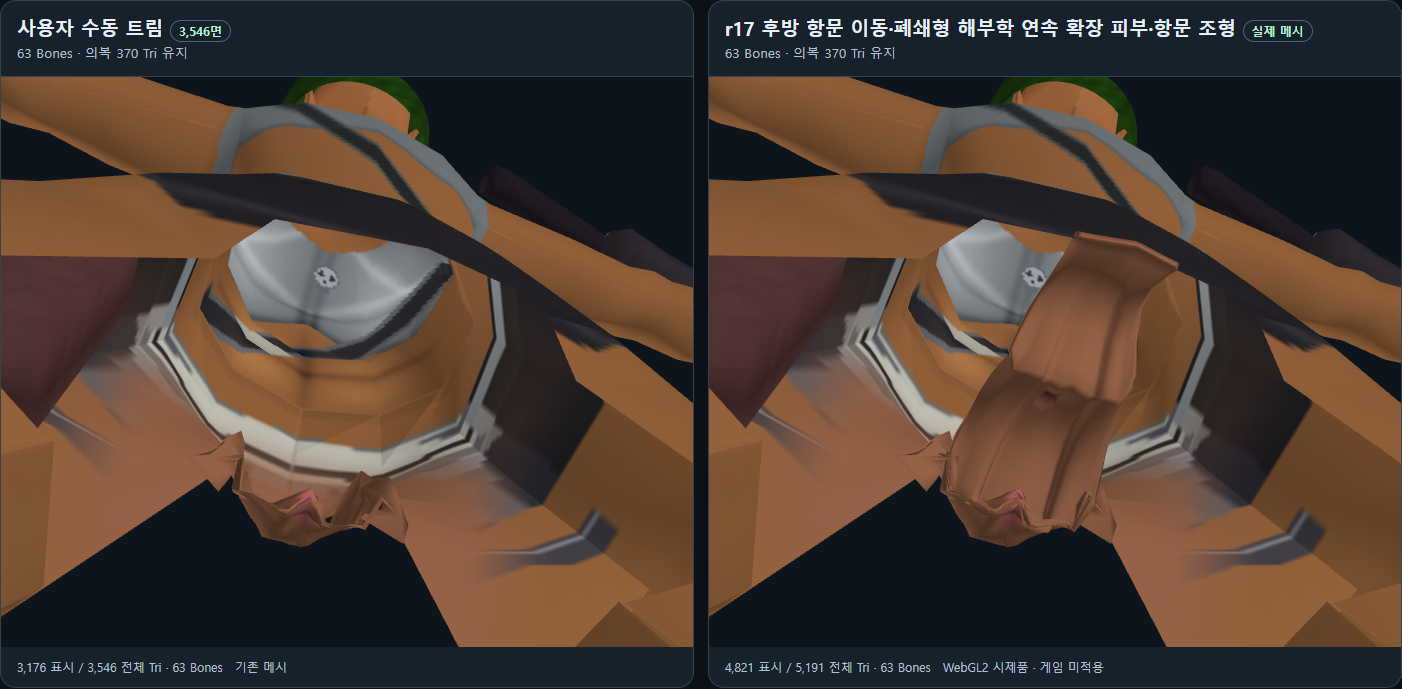 사용자 수동 트림 3,546면
63 Bones · 의복 370 Tri 유지
3,176 표시 / 3,546 전체 Tri · 63 Bones 기존 메시
r17 후방 항문 이동·폐쇄형 해부학 연속 확장 피부·항문 조형 실제 메시
63 Bones · 의복 370 Tri 유지
4,821 표시 / 5,191 전체 Tri · 63 Bones WebGL2 시제품 · 게임 미적용